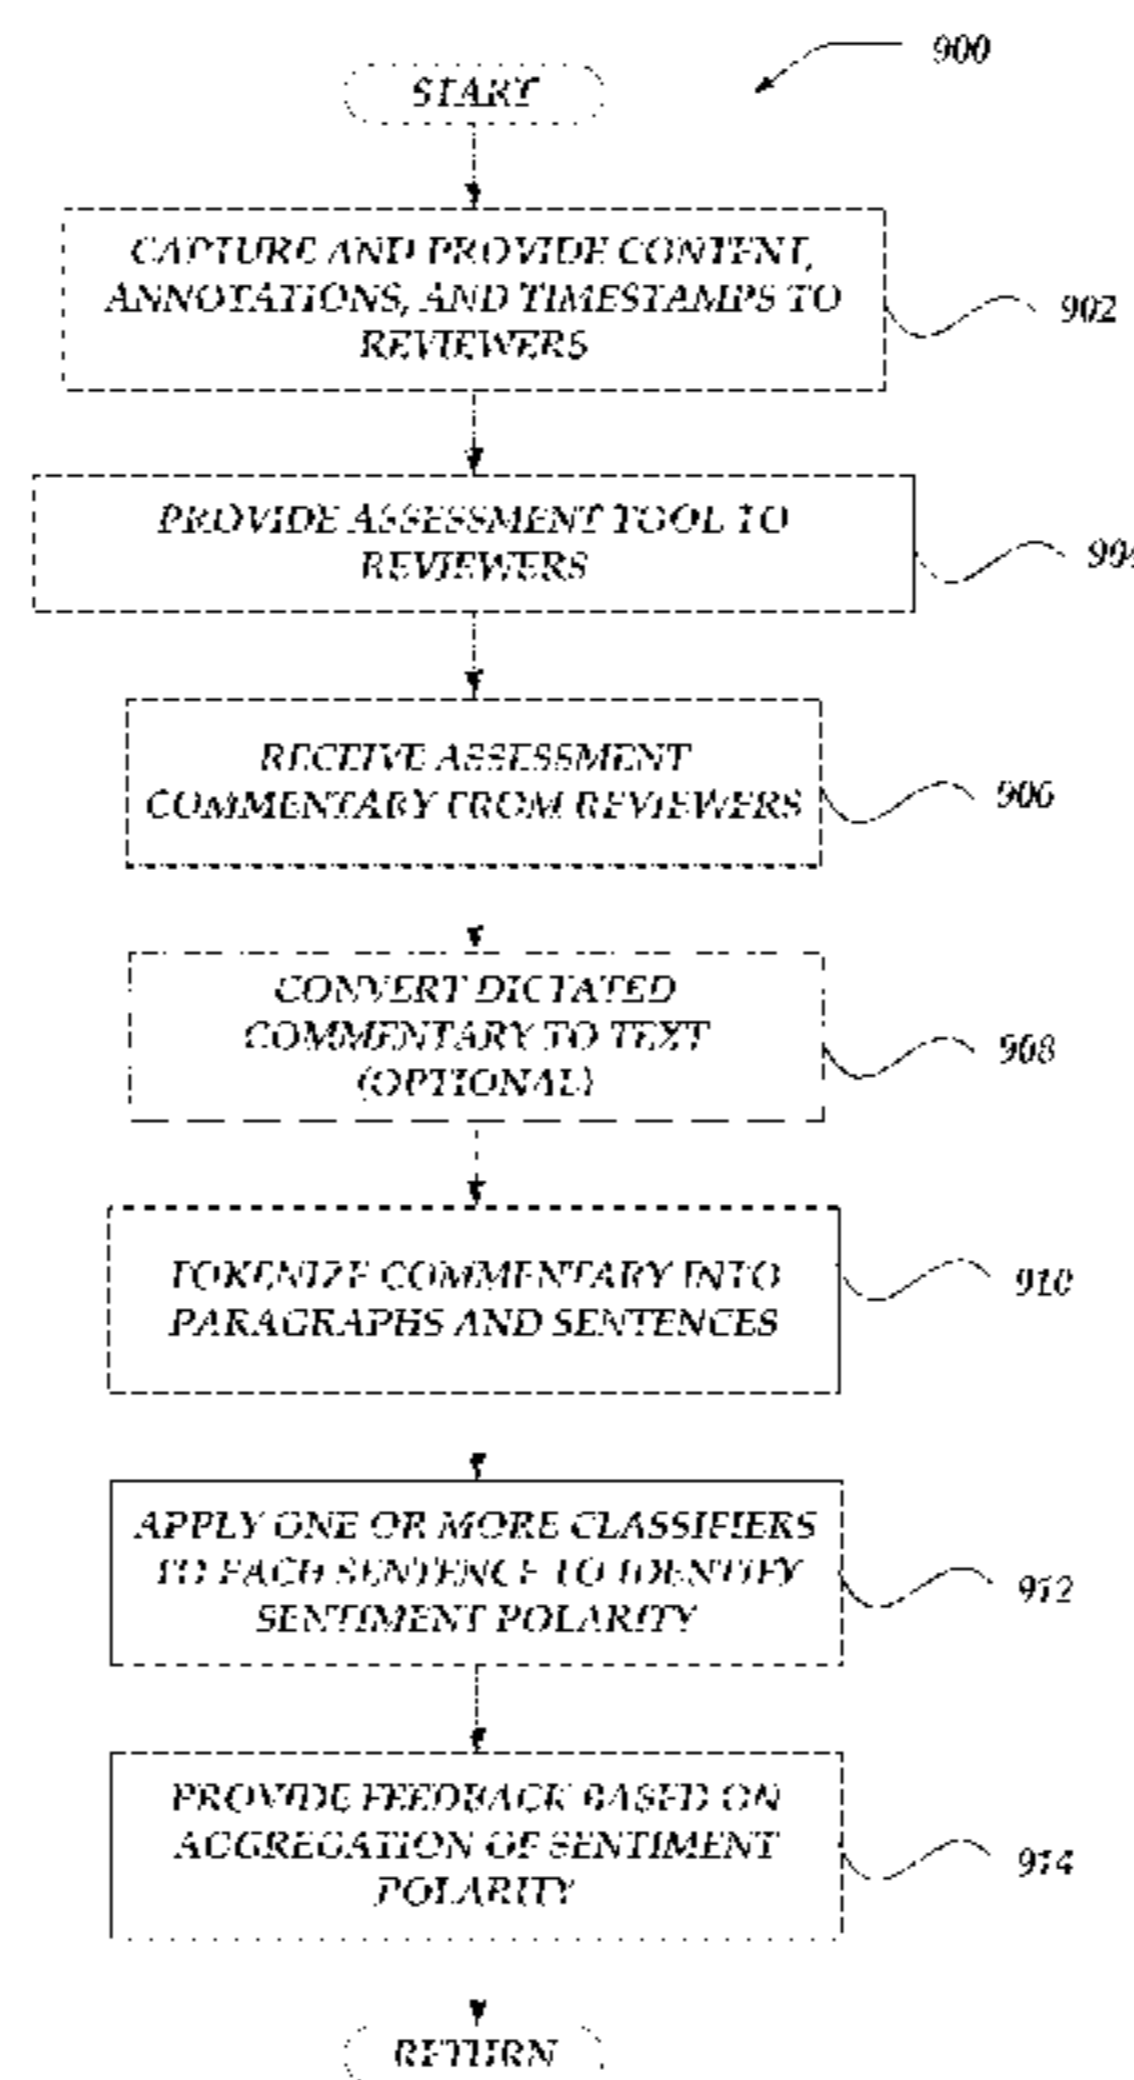 900
START
CAPTURE AND PROVIDE CONTENT,
ANNOTATIONS, AND TIMESTAMPS TO
REVIEWERS
902
PROVIDE ASSESSMENT TOOL TO
REVIEWERS
RECEIVE ASSESSMENT
COMMENTARY FROM REVIEWERS
906
CONVERT DICTATED
COMMENTARY TO TEXT
(OPTIONAL)
908
TOKENIZE COMMENTARY INTO
PARAGRAPHS AND SENTENCES
910
APPLY ONE OR MORE CLASSIFIERS
TO EACH SENTENCE TO IDENTIFY
SENTIMENT POLARITY
912
PROVIDE FEEDBACK BASED ON
AGGREGATION OF SENTIMENT
POLARITY
914
RETURN